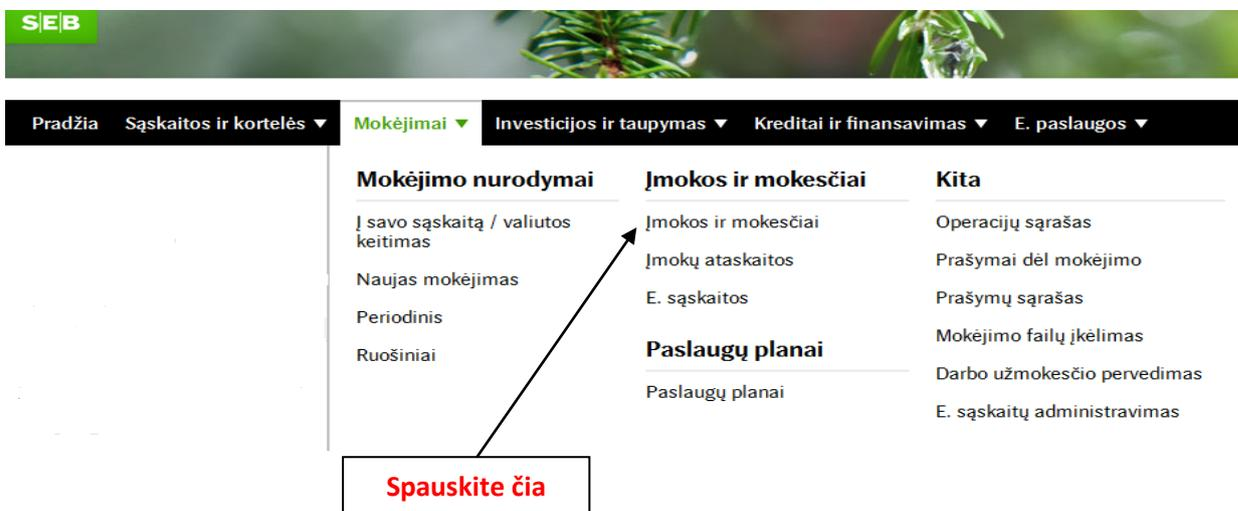 S|E|B
Pradžia Sąskaitos ir kortelės ▼ Mokėjimai ▼ Investicijos ir taupymas ▼ Kreditai ir finansavimas ▼ E. paslaugos ▼
Mokėjimo nurodymai
Į savo sąskaitą / valiutos
keitimas
Naujas mokėjimas
Periodinis
Ruošiniai
Įmokos ir mokesčiai
Įmokos ir mokesčiai
Įmokų ataskaitos
E. sąskaitos
Paslaugų planai
Paslaugų planai
Kita
Operacijų sąrašas
Prašymai dėl mokėjimo
Prašymų sąrašas
Mokėjimo failų įkėlimas
Darbo užmokesčio pervedimas
E. sąskaitų administravimas
Spauskite čia